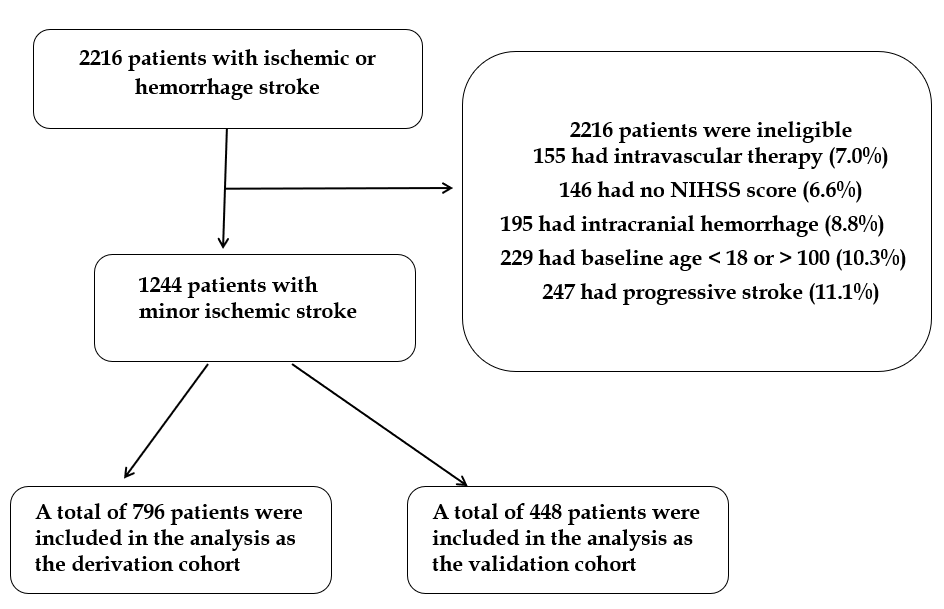 2216 patients with ischemic or
hemorrhage stroke
2216 patients were ineligible
155 had intravascular therapy (7.0%)
146 had no NIHSS score (6.6%)
195 had intracranial hemorrhage (8.8%)
229 had baseline age < 18 or > 100 (10.3%)
247 had progressive stroke (11.1%)
1244 patients with
minor ischemic stroke
A total of 796 patients were
included in the analysis as
the derivation cohort
A total of 448 patients were
included in the analysis as
the validation cohort